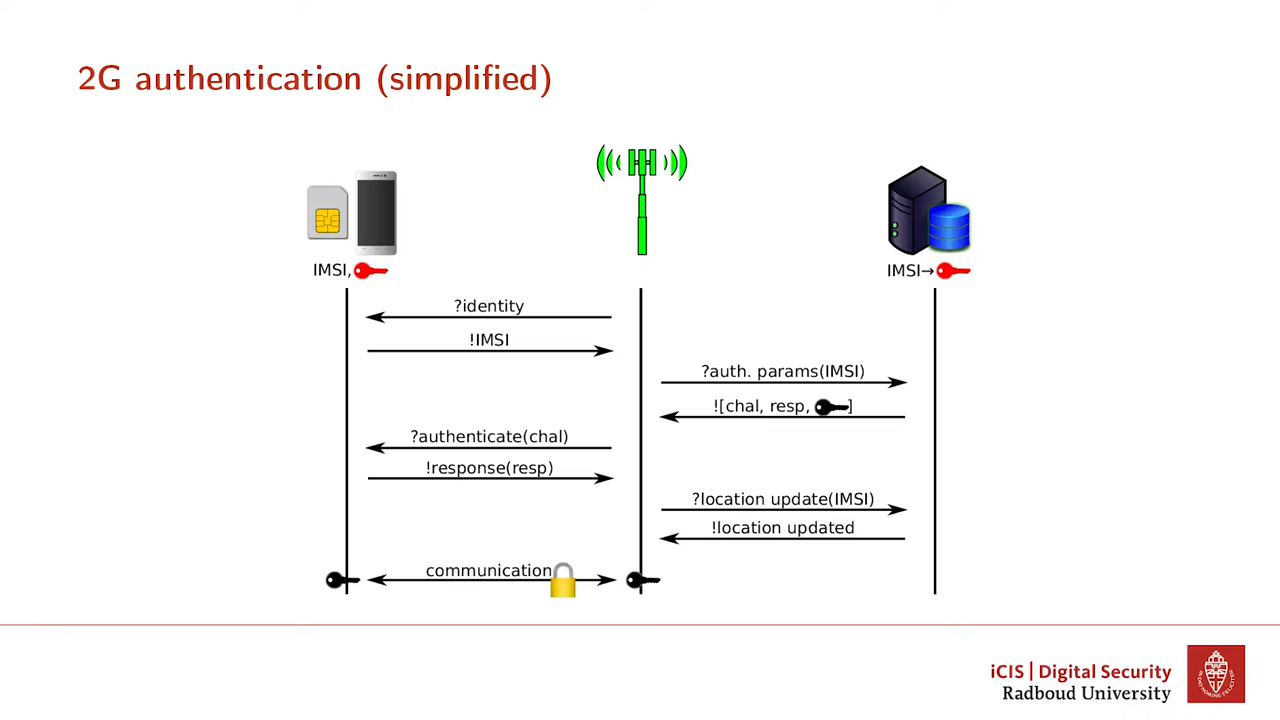 2G authentication (simplified)
IMSI,
IMSI→
?identity
!IMSI
?auth. params(IMSI)
![chal, resp, ]
?authenticate(chal)
!response(resp)
?location update(IMSI)
!location updated
communication
iCIS | Digital Security
Radboud University